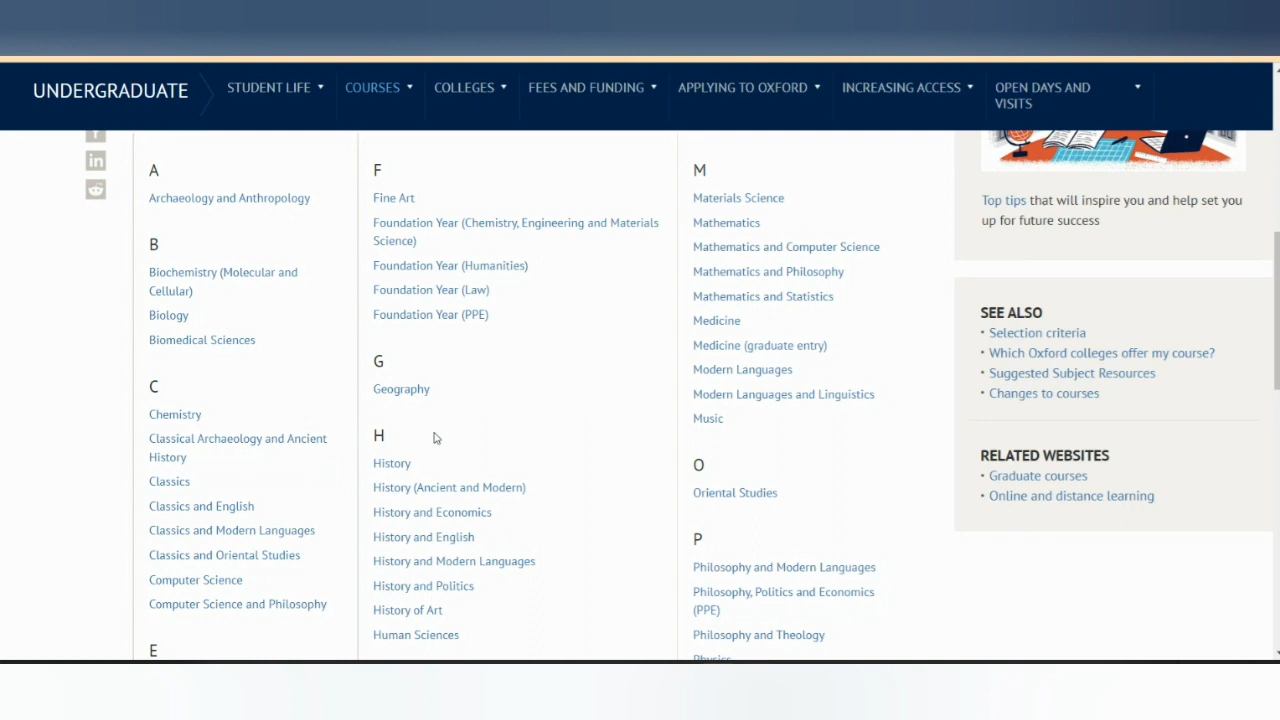 UNDERGRADUATE
STUDENT LIFE
COURSES
COLLEGES
FEES AND FUNDING
APPLYING TO OXFORD
INCREASING ACCESS
OPEN DAYS AND
VISITS
A
Archaeology and Anthropology
B
Biochemistry (Molecular and
Cellular)
Biology
Biomedical Sciences
C
Chemistry
Classical Archaeology and Ancient
History
Classics
Classics and English
Classics and Modern Languages
Classics and Oriental Studies
Computer Science
Computer Science and Philosophy
E
F
Fine Art
Foundation Year (Chemistry, Engineering and Materials
Science)
Foundation Year (Humanities)
Foundation Year (Law)
Foundation Year (PPE)
G
Geography
H
History
History (Ancient and Modern)
History and Economics
History and English
History and Modern Languages
History and Politics
History of Art
Human Sciences
M
Materials Science
Mathematics
Mathematics and Computer Science
Mathematics and Philosophy
Mathematics and Statistics
Medicine
Medicine (graduate entry)
Modern Languages
Modern Languages and Linguistics
Music
O
Oriental Studies
P
Philosophy and Modern Languages
Philosophy, Politics and Economics
(PPE)
Philosophy and Theology
Physics
Top tips that will inspire you and help set you
up for future success
SEE ALSO
• Selection criteria
• Which Oxford colleges offer my course?
• Suggested Subject Resources
• Changes to courses
RELATED WEBSITES
• Graduate courses
• Online and distance learning